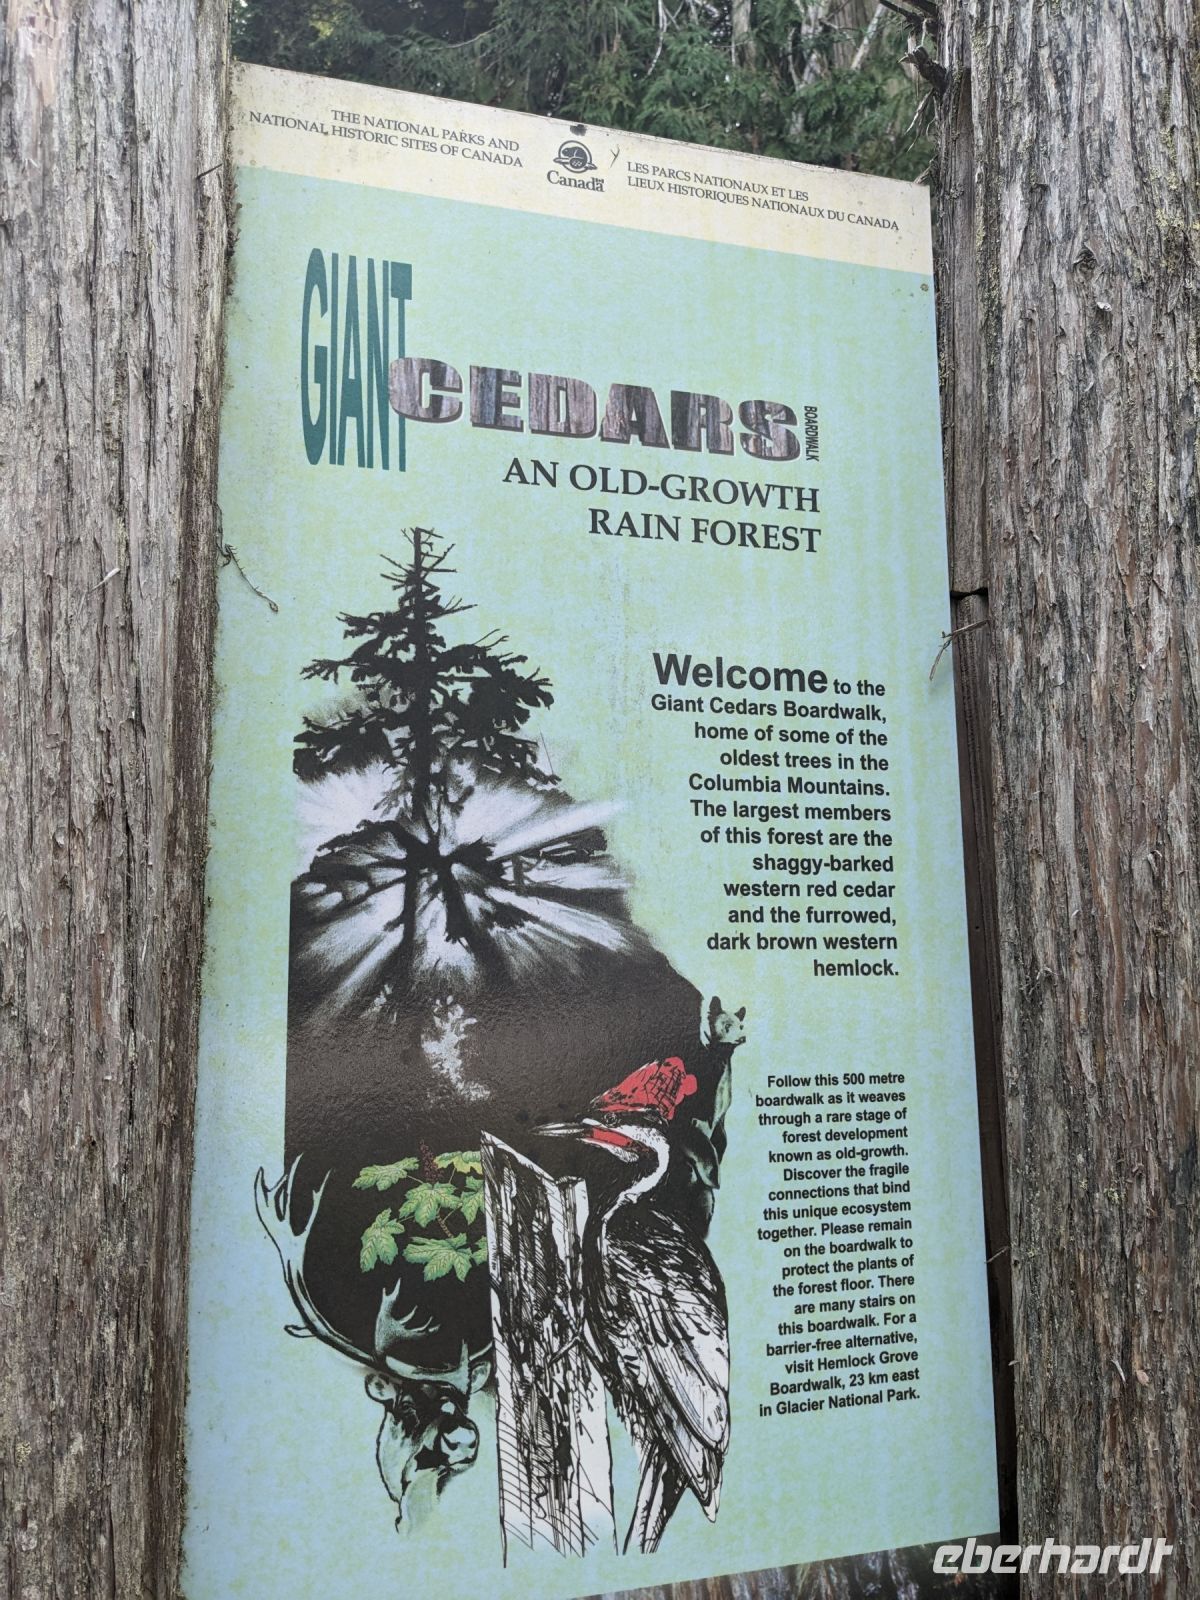 THE NATIONAL PARKS AND
NATIONAL HISTORIC SITES OF CANADA
Canada
LES PARCS NATIONAUX ET LES
LIEUX HISTORIQUES NATIONAUX DU CANADA
GIANT
CEDARS
BOARDWALK
AN OLD-GROWTH
RAIN FOREST
Welcome to the
Giant Cedars Boardwalk,
home of some of the
oldest trees in the
Columbia Mountains.
The largest members
of this forest are the
shaggy-barked
western red cedar
and the furrowed,
dark brown western
hemlock.
Follow this 500 metre
boardwalk as it weaves
through a rare stage of
forest development
known as old-growth.
Discover the fragile
connections that bind
this unique ecosystem
together. Please remain
on the boardwalk to
protect the plants of
the forest floor. There
are many stairs on
this boardwalk. For a
barrier-free alternative,
visit Hemlock Grove
Boardwalk, 23 km east
in Glacier National Park.
eberhardt